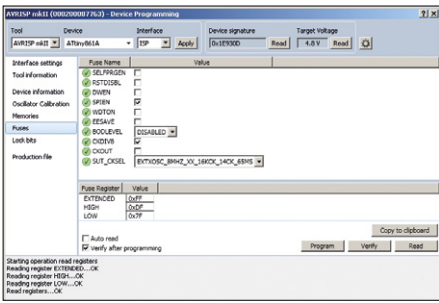 AVRISP mkII (000200007763) - Device Programming
Tool Device Interface Device signature Target Voltage
AVRISP mkII ATtiny861A ISP Apply 0x1E930D Read 4.8 V Read
Interface settings
Tool information
Device information
Oscillator Calibration
Memories
Fuses
Lock bits
Production file
Fuse Name Value
SELFPRGEN
RSTDISBL
DWEN
SPIEN
WDTON
EESAVE
BODLEVEL DISABLED
CKDIV8
CKOUT
SUT_CKSEL EXTXOSC_8MHZ_XX_16KCK_14CK_65MS
Fuse Register Value
EXTENDED 0xFF
HIGH 0xDF
LOW 0x7F
Copy to clipboard
Auto read
Verify after programming Program Verify Read
Starting operation read registers
Reading register EXTENDED...OK
Reading register HIGH...OK
Reading register LOW...OK
Read registers...OK